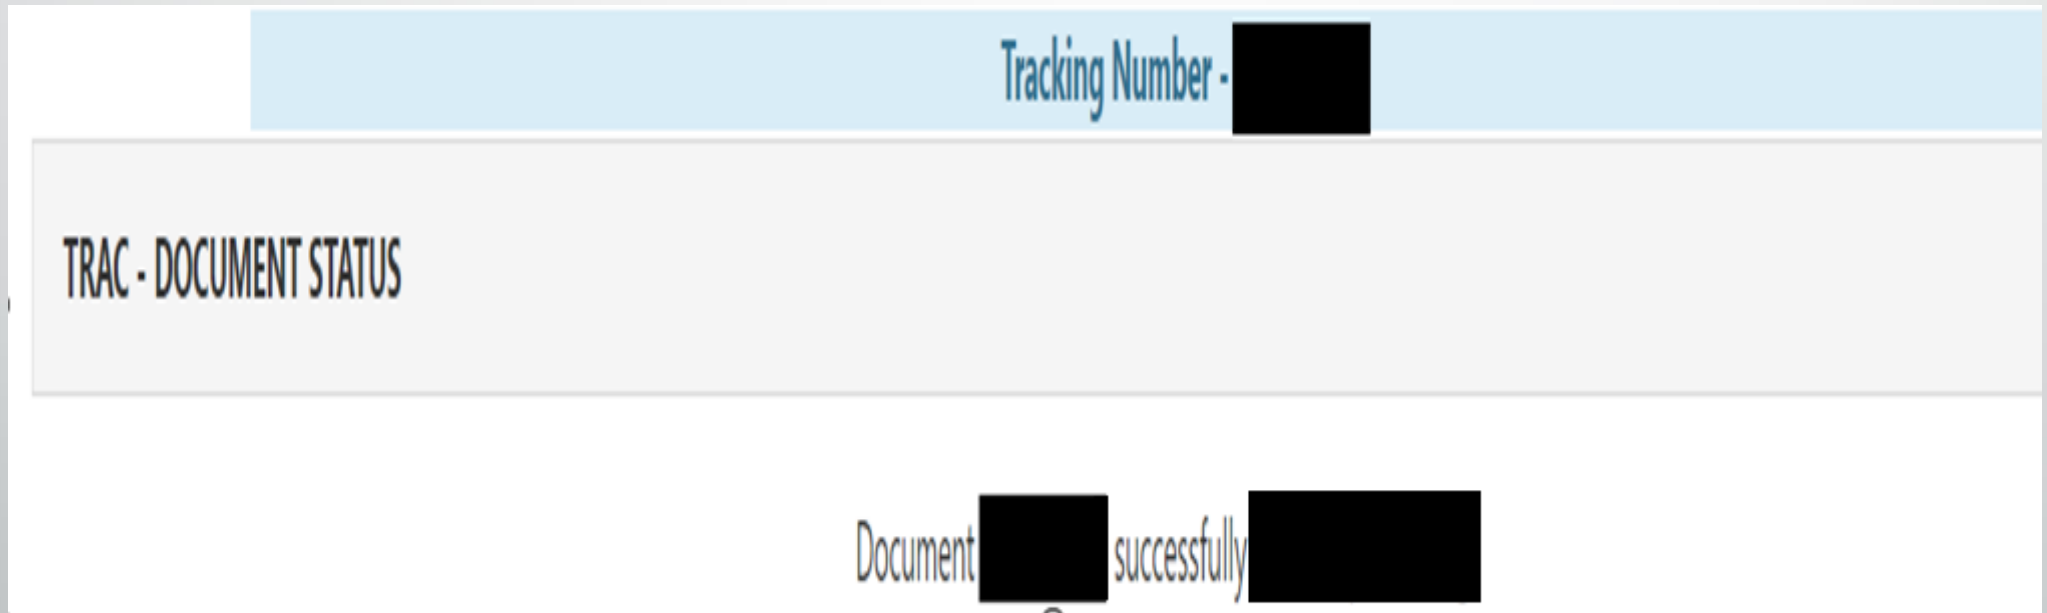 Tracking Number -
TRAC - DOCUMENT STATUS
Document successfully